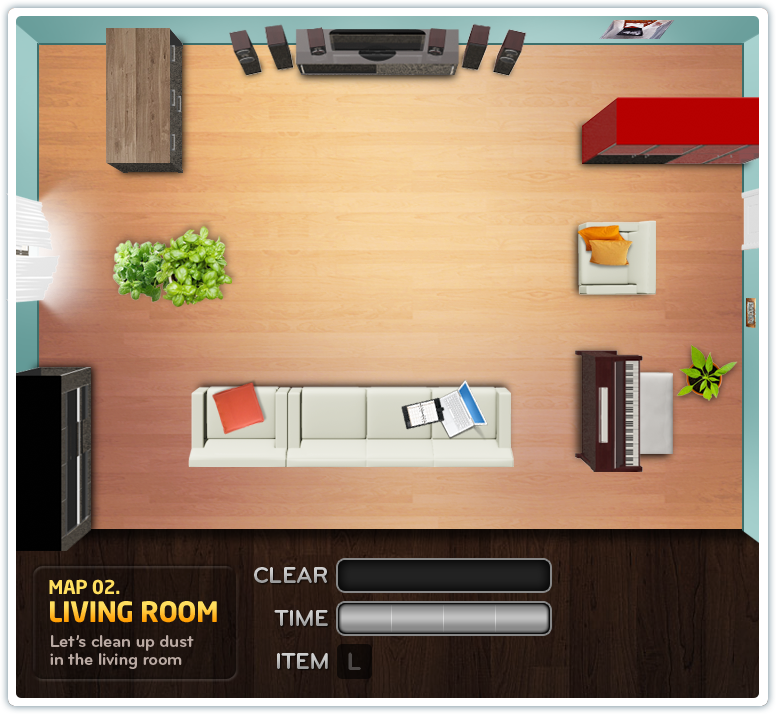 MAP 02.
LIVING ROOM
Let's clean up dust
in the living room
CLEAR
TIME
ITEM L